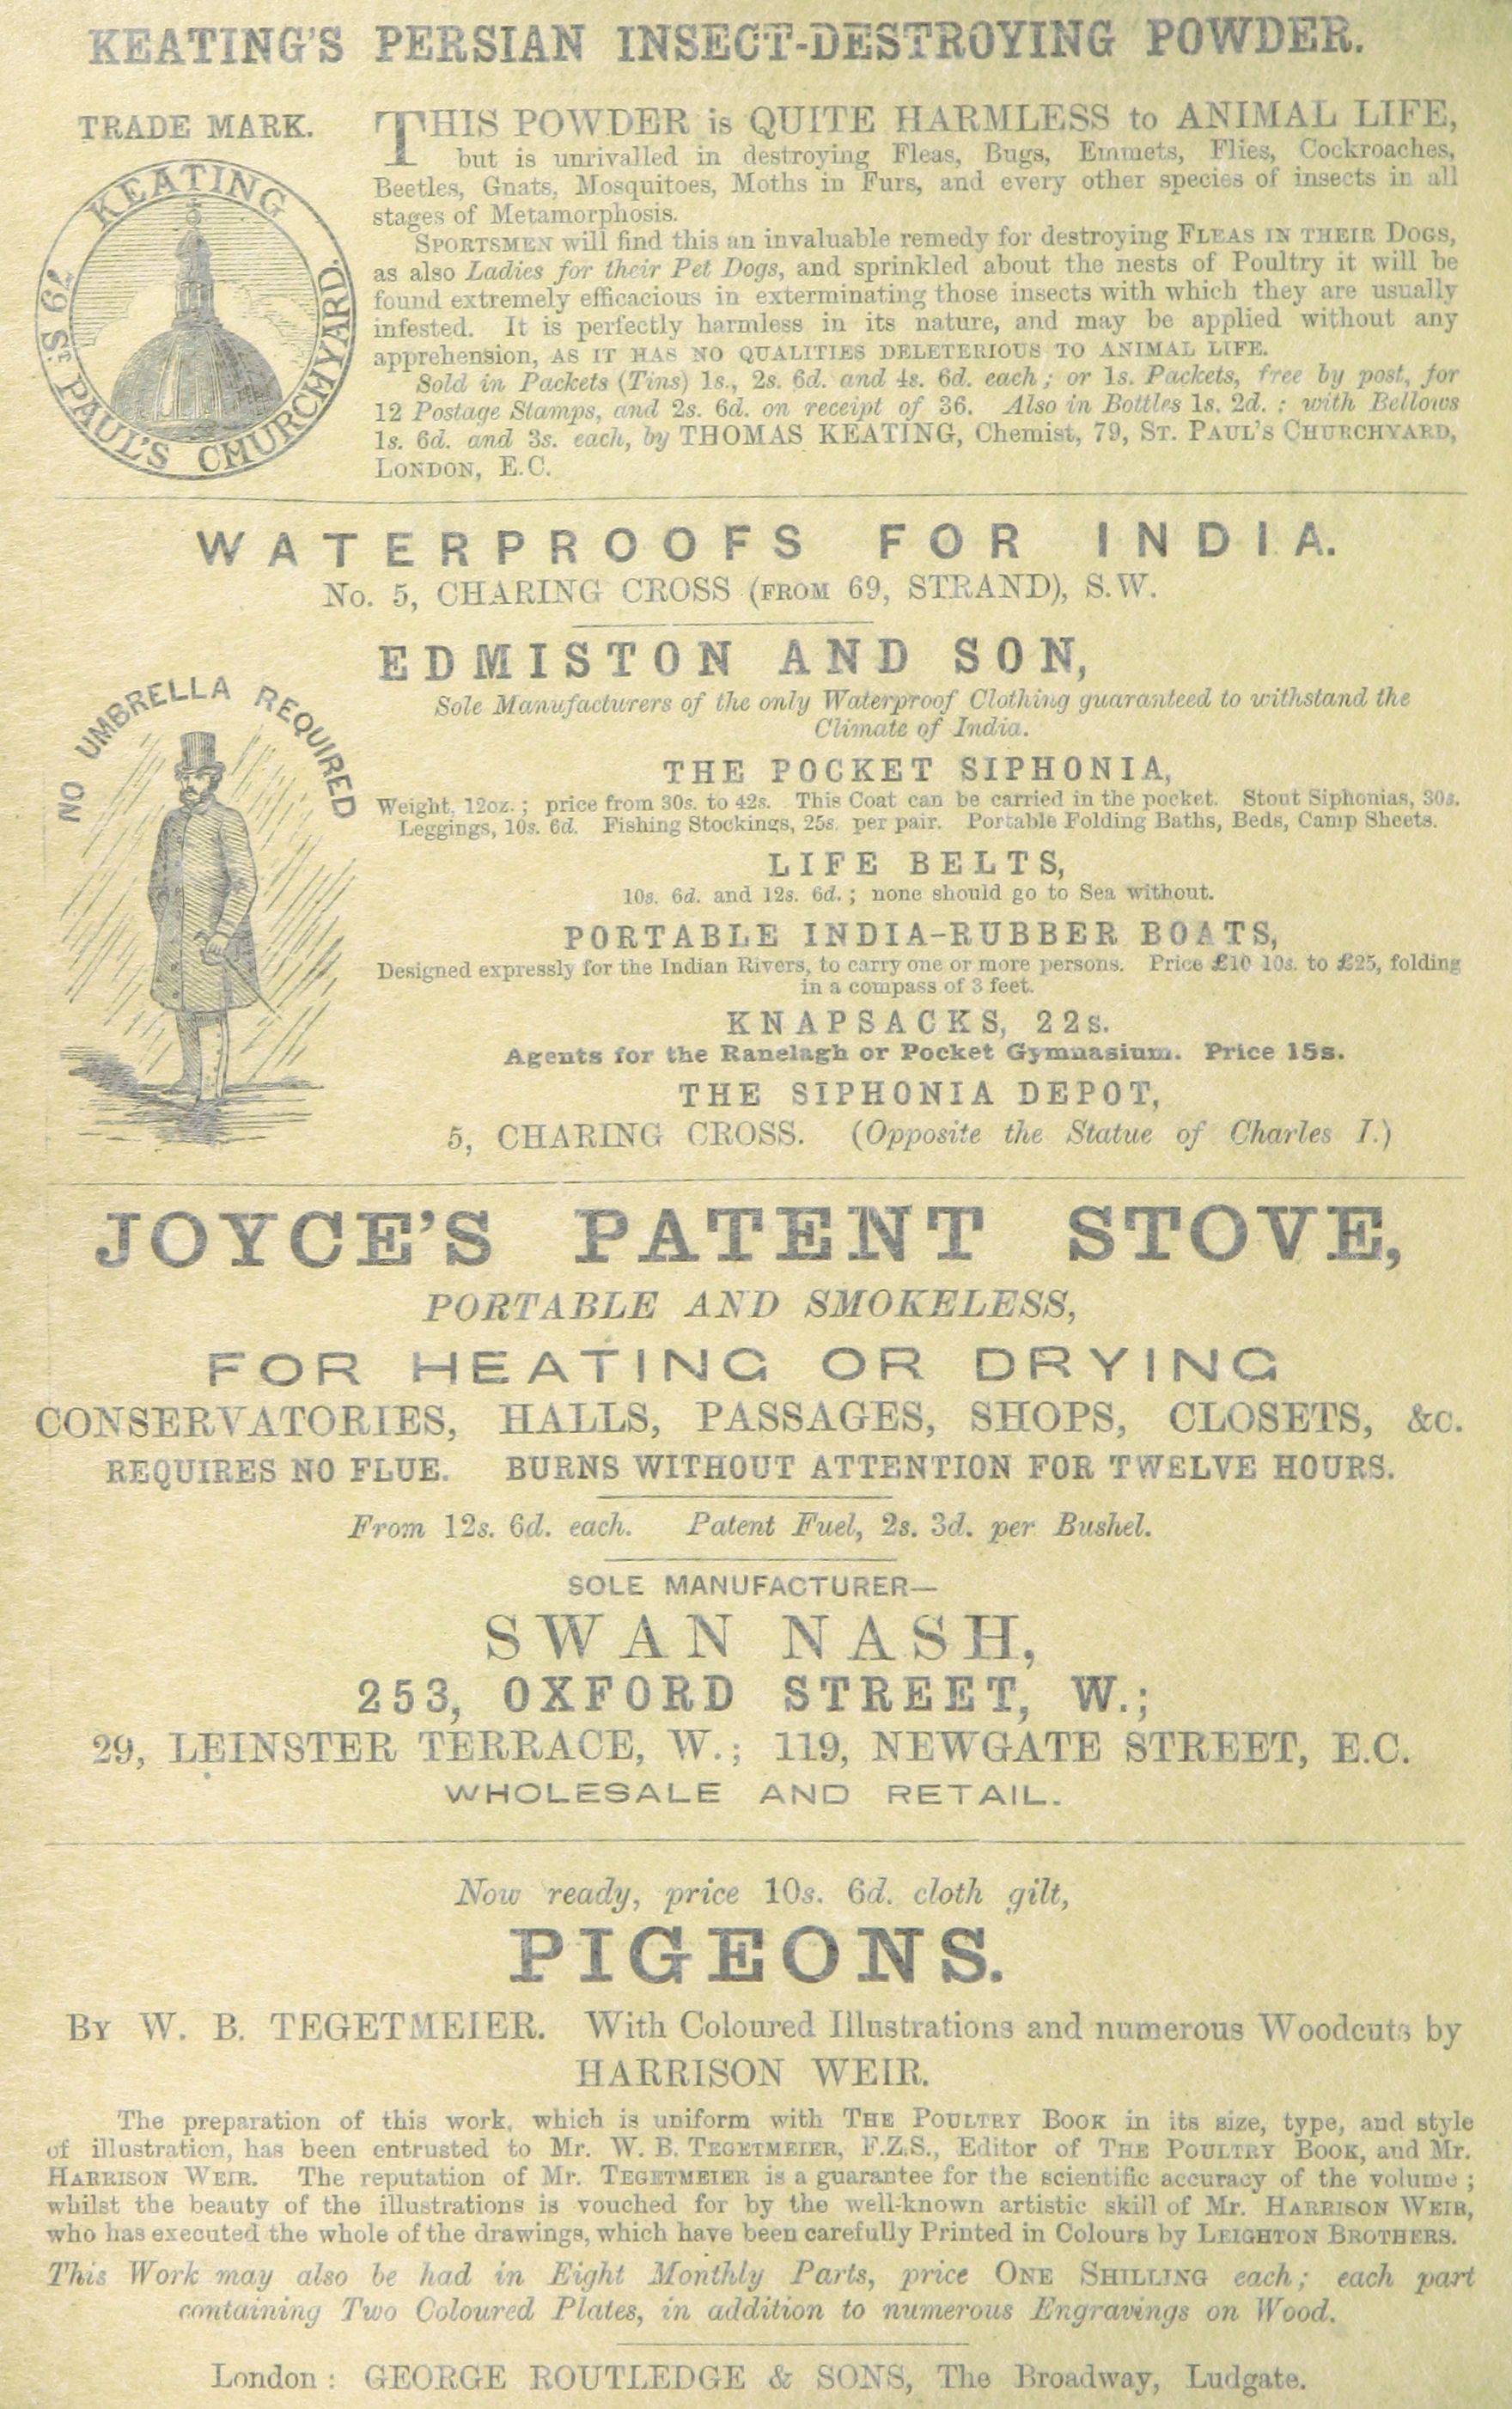 KEATING'S PERSIAN INSECT-DESTROYING POWDER.
TRADE MARK.
KEATING
79 ST. PAUL'S CHURCHYARD.
THIS POWDER is QUITE HARMLESS to ANIMAL LIFE,
but is unrivalled in destroying Fleas, Bugs, Emmets, Flies, Cockroaches,
Beetles, Gnats, Mosquitoes, Moths in Furs, and every other species of insects in all
stages of Metamorphosis.
SPORTSMEN will find this an invaluable remedy for destroying FLEAS IN THEIR DOGS,
as also Ladies for their Pet Dogs, and sprinkled about the nests of Poultry it will be
found extremely efficacious in exterminating those insects with which they are usually
infested. It is perfectly harmless in its nature, and may be applied without any
apprehension, AS IT HAS NO QUALITIES DELETERIOUS TO ANIMAL LIFE.
Sold in Packets (Tins) 1s., 2s. 6d. and 4s. 6d. each; or 1s. Packets, free by post, for
12 Postage Stamps, and 2s. 6d. on receipt of 36. Also in Bottles 1s. 2d.: with Bellows
1s. 6d. and 3s. each, by THOMAS KEATING, Chemist, 79, ST. PAUL'S CHURCHYARD,
LONDON, E.C.
WATERPROOFS FOR INDIA.
No. 5, CHARING CROSS (FROM 69, STRAND), S.W.
EDMISTON AND SON,
Sole Manufacturers of the only Waterproof Clothing guaranteed to withstand the
Climate of India.
NO UMBRELLA REQUIRED
THE POCKET SIPHONIA,
Weight, 12oz.; price from 30s. to 42s. This Coat can be carried in the pocket. Stout Siphonias, 30s.
Leggings, 10s. 6d. Fishing Stockings, 25s. per pair. Portable Folding Baths, Beds, Camp Sheets.
LIFE BELTS,
10s. 6d. and 12s. 6d.; none should go to Sea without.
PORTABLE INDIA-RUBBER BOATS,
Designed expressly for the Indian Rivers, to carry one or more persons. Price £10 10s. to £25, folding
in a compass of 3 feet.
KNAPSACKS, 22s.
Agents for the Ranelagh or Pocket Gymnasium. Price 15s.
THE SIPHONIA DEPOT,
5, CHARING CROSS. (Opposite the Statue of Charles I.)
JOYCE'S PATENT STOVE,
PORTABLE AND SMOKELESS,
FOR HEATING OR DRYING
CONSERVATORIES, HALLS, PASSAGES, SHOPS, CLOSETS, &c.
REQUIRES NO FLUE. BURNS WITHOUT ATTENTION FOR TWELVE HOURS.
From 12s. 6d. each. Patent Fuel, 2s. 3d. per Bushel.
SOLE MANUFACTURER—
SWAN NASH,
253, OXFORD STREET, W.;
29, LEINSTER TERRACE, W.; 119, NEWGATE STREET, E.C.
WHOLESALE AND RETAIL.
Now ready, price 10s. 6d. cloth gilt,
PIGEONS.
BY W. B. TEGETMEIER. With Coloured Illustrations and numerous Woodcuts by
HARRISON WEIR.
The preparation of this work, which is uniform with THE POULTRY BOOK in its size, type, and style
of illustration, has been entrusted to Mr. W. B. TEGETMEIER, F.Z.S., Editor of THE POULTRY BOOK, and Mr.
HARRISON WEIR. The reputation of Mr. TEGETMEIER is a guarantee for the scientific accuracy of the volume;
whilst the beauty of the illustrations is vouched for by the well-known artistic skill of Mr. HARRISON WEIR,
who has executed the whole of the drawings, which have been carefully Printed in Colours by LEIGHTON BROTHERS.
This Work may also be had in Eight Monthly Parts, price ONE SHILLING each; each part
containing Two Coloured Plates, in addition to numerous Engravings on Wood.
London: GEORGE ROUTLEDGE & SONS, The Broadway, Ludgate.